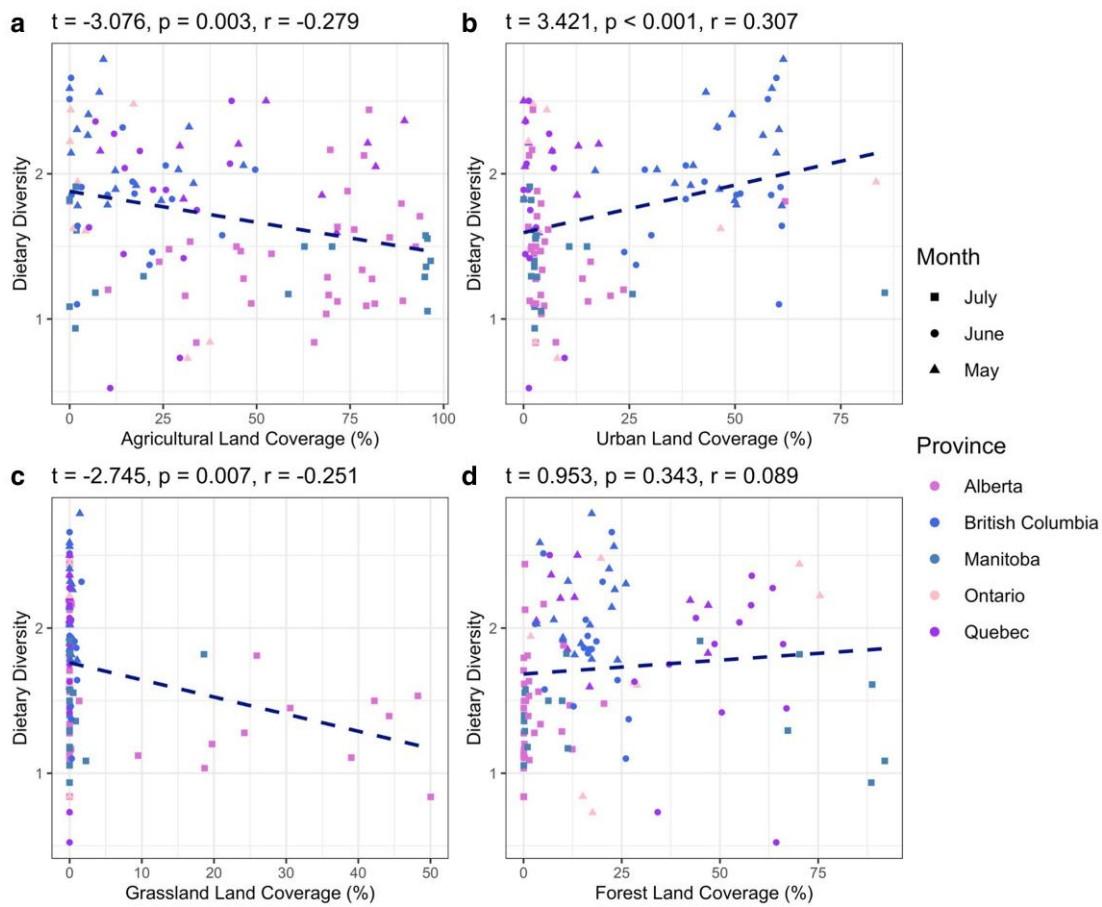 a t = -3.076, p = 0.003, r = -0.279
Dietary Diversity
2
1
0 25 50 75 100
Agricultural Land Coverage (%)
b t = 3.421, p < 0.001, r = 0.307
Dietary Diversity
2
1
0 25 50 75
Urban Land Coverage (%)
c t = -2.745, p = 0.007, r = -0.251
Dietary Diversity
2
1
0 10 20 30 40 50
Grassland Land Coverage (%)
d t = 0.953, p = 0.343, r = 0.089
Dietary Diversity
2
1
0 25 50 75
Forest Land Coverage (%)
Month
July
June
May
Province
Alberta
British Columbia
Manitoba
Ontario
Quebec